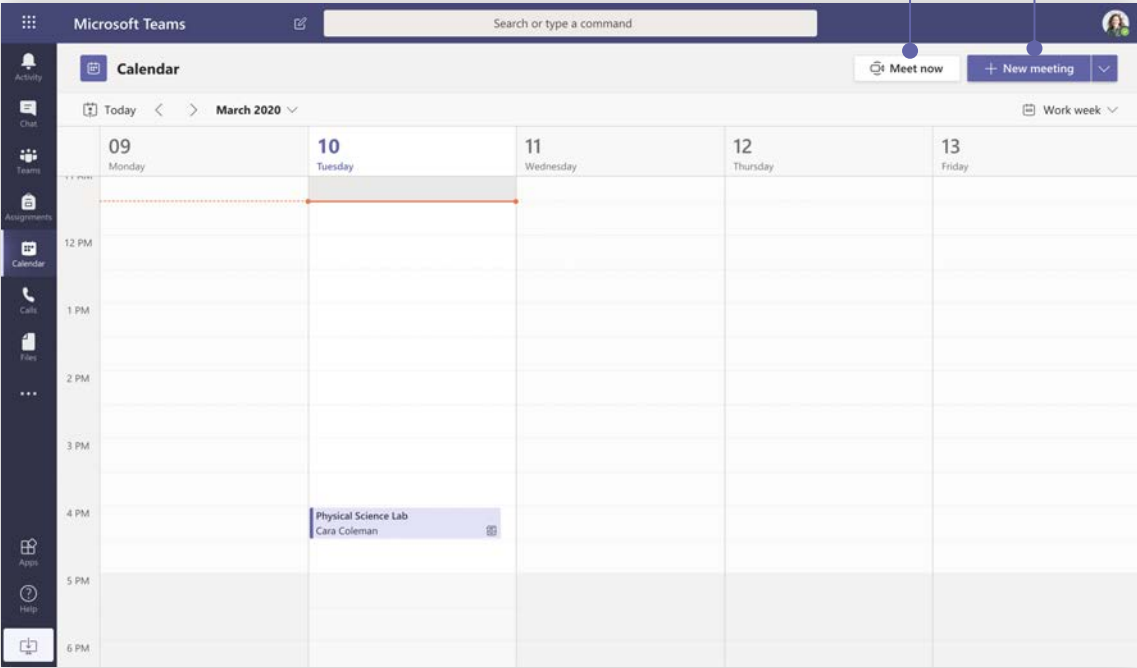 Microsoft Teams
Search or type a command
Activity
Chat
Teams
Assignments
Calendar
Calls
Files
Apps
Help
Calendar
Meet now
+ New meeting
Today
March 2020
Work week
09
Monday
10
Tuesday
11
Wednesday
12
Thursday
13
Friday
11 AM
12 PM
1 PM
2 PM
3 PM
4 PM
Physical Science Lab
Cara Coleman
5 PM
6 PM